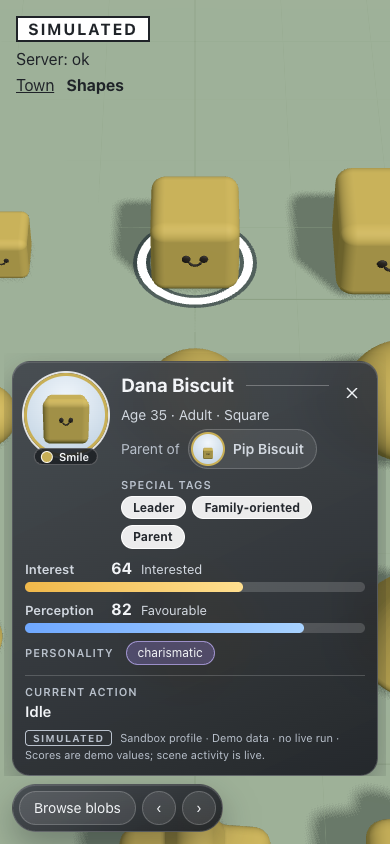 SIMULATED
Server: ok
Town Shapes
Dana Biscuit
×
Age 35 · Adult · Square
Parent of Pip Biscuit
Smile
SPECIAL TAGS
Leader Family-oriented
Parent
Interest 64 Interested
Perception 82 Favourable
PERSONALITY charismatic
CURRENT ACTION
Idle
SIMULATED Sandbox profile · Demo data · no live run ·
Scores are demo values; scene activity is live.
Browse blobs ‹ ›